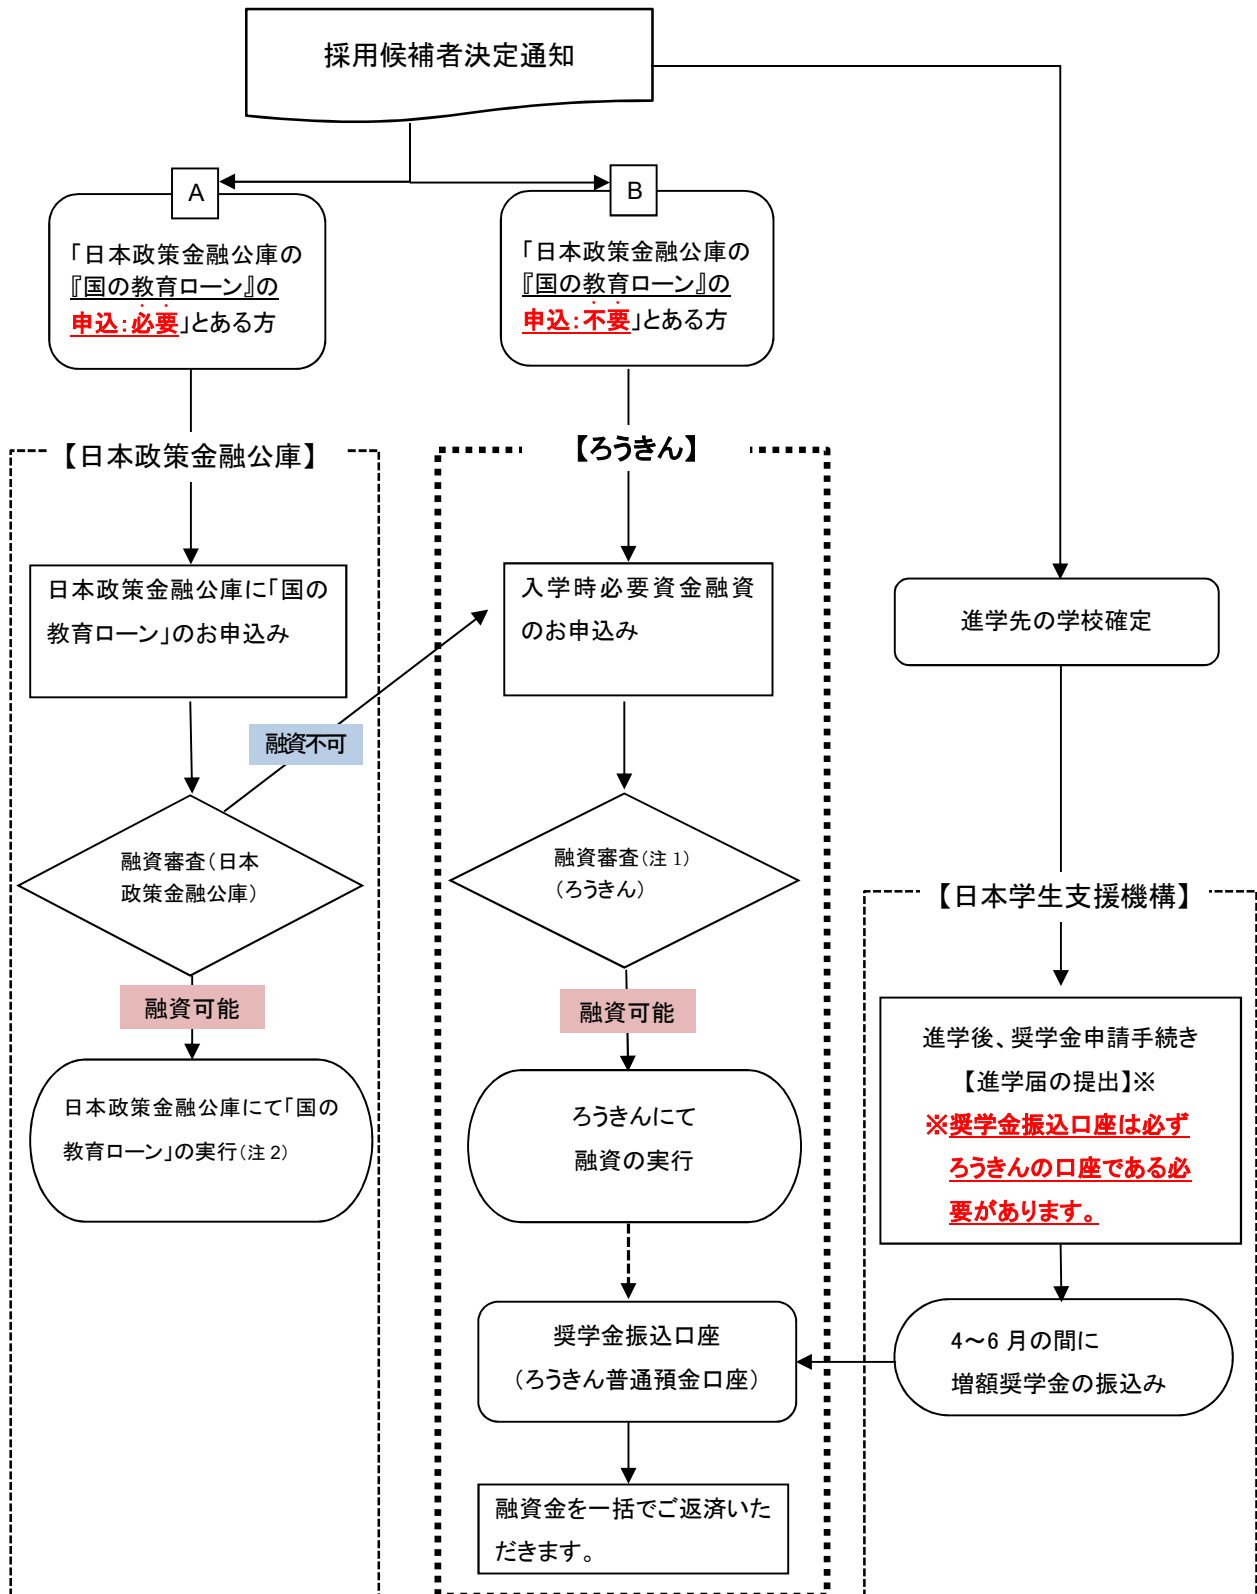 採用候補者決定通知
A
「日本政策金融公庫の
『国の教育ローン』の
申込:必要」とある方
B
「日本政策金融公庫の
『国の教育ローン』の
申込:不要」とある方
【日本政策金融公庫】
日本政策金融公庫に「国の
教育ローン」のお申込み
融資不可
融資審査(日本
政策金融公庫)
融資可能
日本政策金融公庫にて「国の
教育ローン」の実行(注 2)
【ろうきん】
入学時必要資金融資
のお申込み
融資審査(注 1)
(ろうきん)
融資可能
ろうきんにて
融資の実行
奨学金振込口座
(ろうきん普通預金口座)
融資金を一括でご返済いた
だきます。
進学先の学校確定
【日本学生支援機構】
進学後、奨学金申請手続き
【進学届の提出】※
※奨学金振込口座は必ず
ろうきんの口座である必
要があります。
4～6 月の間に
増額奨学金の振込み